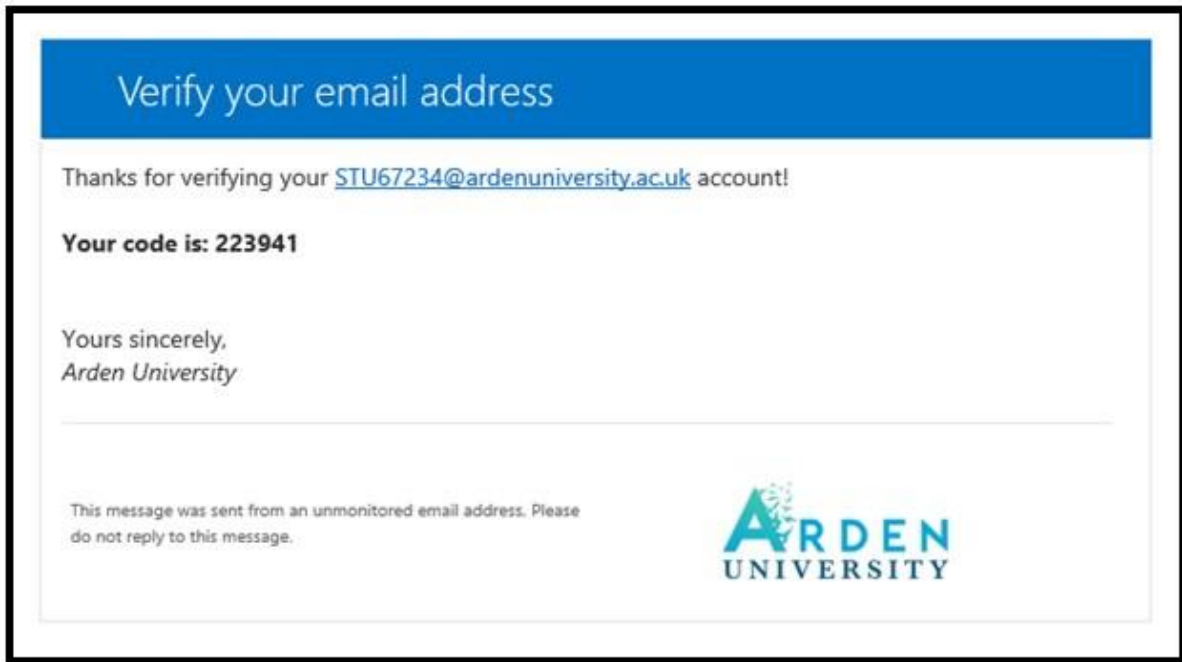 Verify your email address
Thanks for verifying your STU67234@ardenuniversity.ac.uk account!
Your code is: 223941
Yours sincerely,
Arden University
This message was sent from an unmonitored email address. Please
do not reply to this message.
ARDEN
UNIVERSITY